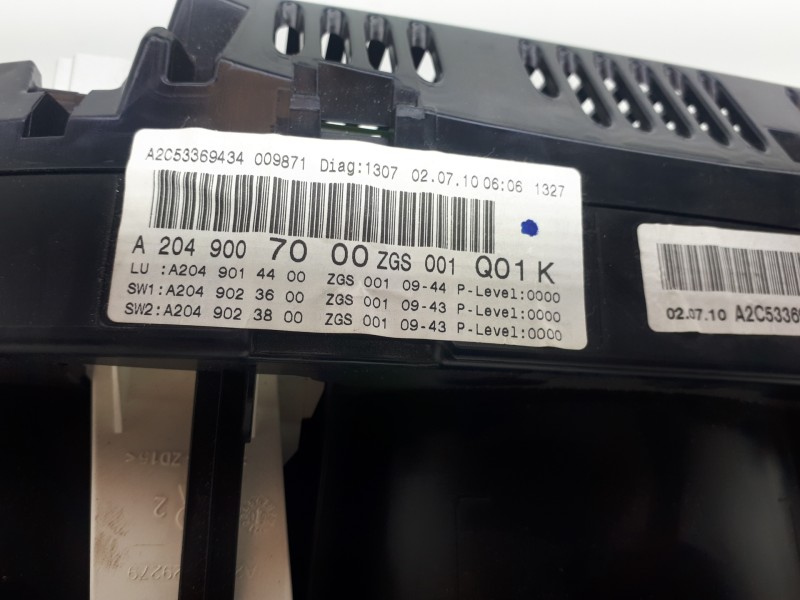 A2C53369434 009871 Diag:1307 02.07.10 06:06 1327
A 204 900 70 00 ZGS 001 Q01 K
LU :A204 901 44 00 ZGS 001 09-44 P-Level:0000
SW1:A204 902 36 00 ZGS 001 09-43 P-Level:0000
SW2:A204 902 38 00 ZGS 001 09-43 P-Level:0000
02.07.10 A2C5336